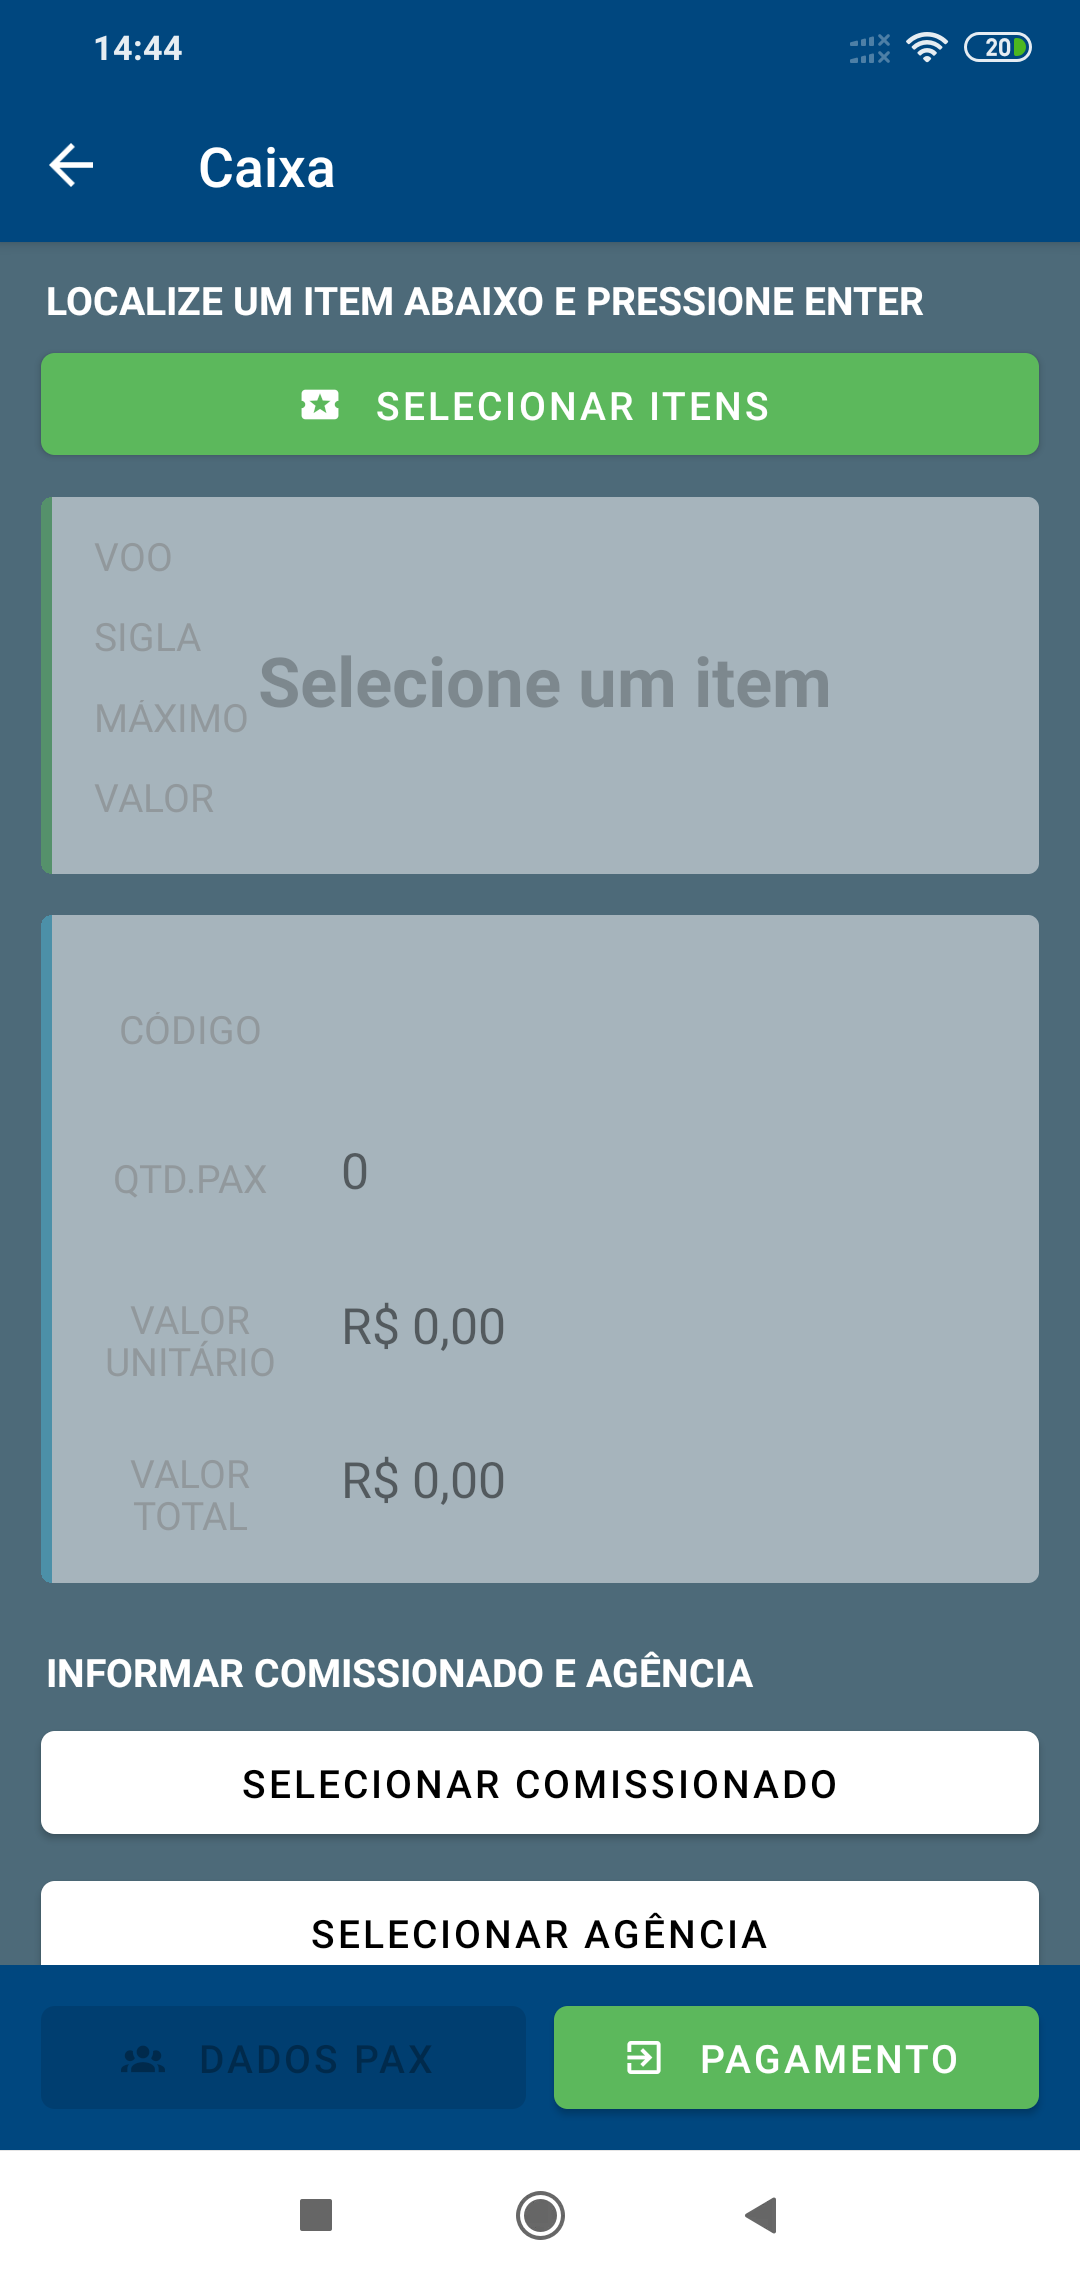 14:44
20
Caixa
LOCALIZE UM ITEM ABAIXO E PRESSIONE ENTER
SELECIONAR ITENS
VOO
SIGLA
Selecione um item
MÁXIMO
VALOR
CÓDIGO
QTD.PAX
0
VALOR
UNITÁRIO
R$ 0,00
VALOR
TOTAL
R$ 0,00
INFORMAR COMISSIONADO E AGÊNCIA
SELECIONAR COMISSIONADO
SELECIONAR AGÊNCIA
DADOS PAX
PAGAMENTO